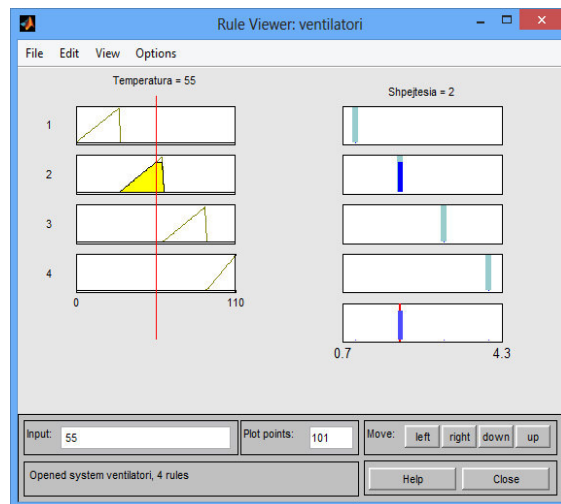 Rule Viewer: ventilatori
File Edit View Options
Temperatura = 55
Shpejtesia = 2
1
2
3
4
0 110
0.7 4.3
Input: 55 Plot points: 101 Move: left right down up
Opened system ventilatori, 4 rules Help Close